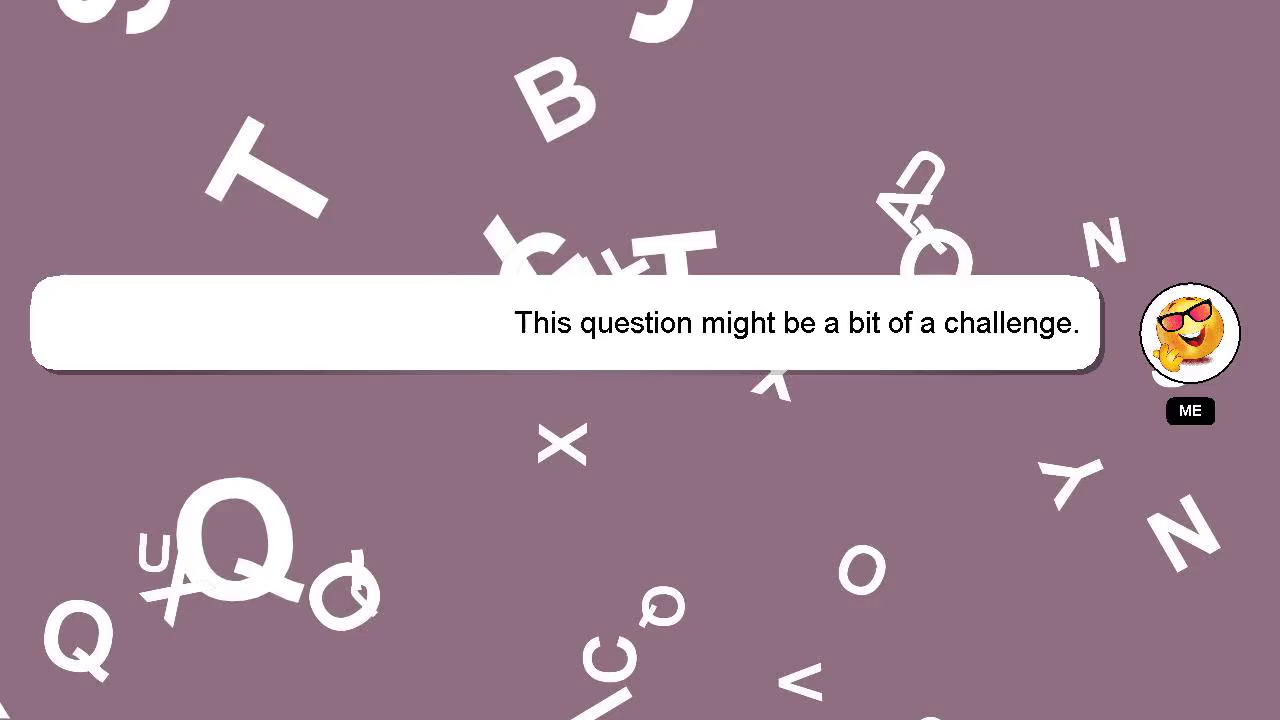 B
T
U
A
T
N
Q
This question might be a bit of a challenge.
ME
X
X
Y
Q
N
U
O
X
Q
Q
Q
C
V